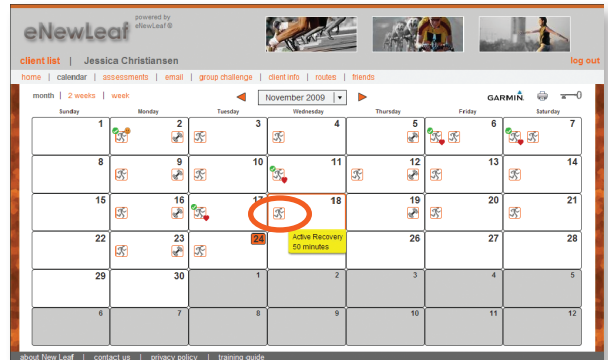 eNewLeaf
powered by
eNewLeaf®
client list | Jessica Christiansen log out
home | calendar | assessments | email | group challenge | client info | routes | friends
month | 2 weeks | week November 2009 GARMIN
Sunday Monday Tuesday Wednesday Thursday Friday Saturday
1 2 3 4 5 6 7
8 9 10 11 12 13 14
15 16 17 18 19 20 21
22 23 24 26 27 28
Active Recovery
50 minutes
29 30 1 2 3 4 5
6 7 8 9 10 11 12
about New Leaf | contact us | privacy policy | training guide